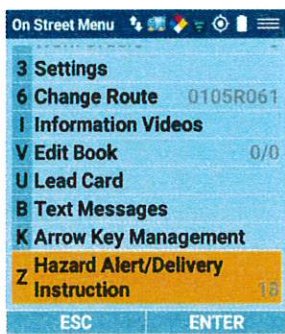 On Street Menu
3 Settings
6 Change Route 0105R061
I Information Videos
V Edit Book 0/0
U Lead Card
B Text Messages
K Arrow Key Management
Z Hazard Alert/Delivery
Instruction 18
ESC ENTER